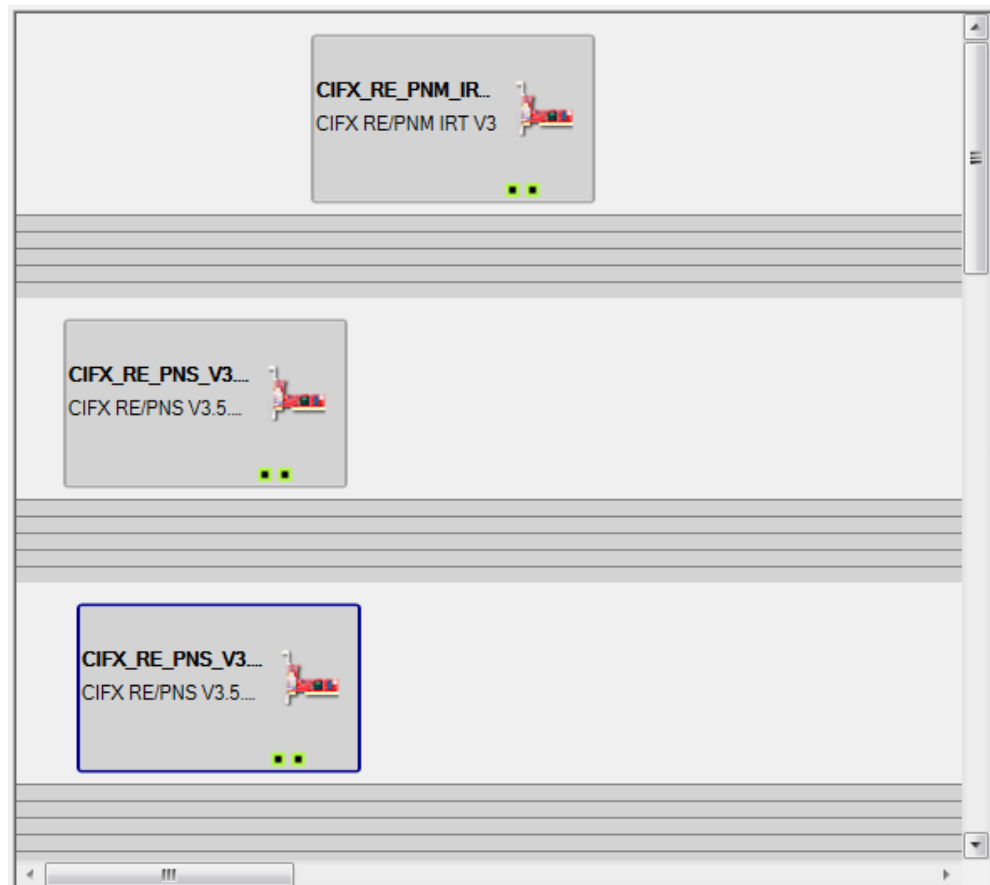 CIFX_RE_PNM_IR...
CIFX RE/PNM IRT V3
CIFX_RE_PNS_V3....
CIFX RE/PNS V3.5....
CIFX_RE_PNS_V3....
CIFX RE/PNS V3.5....